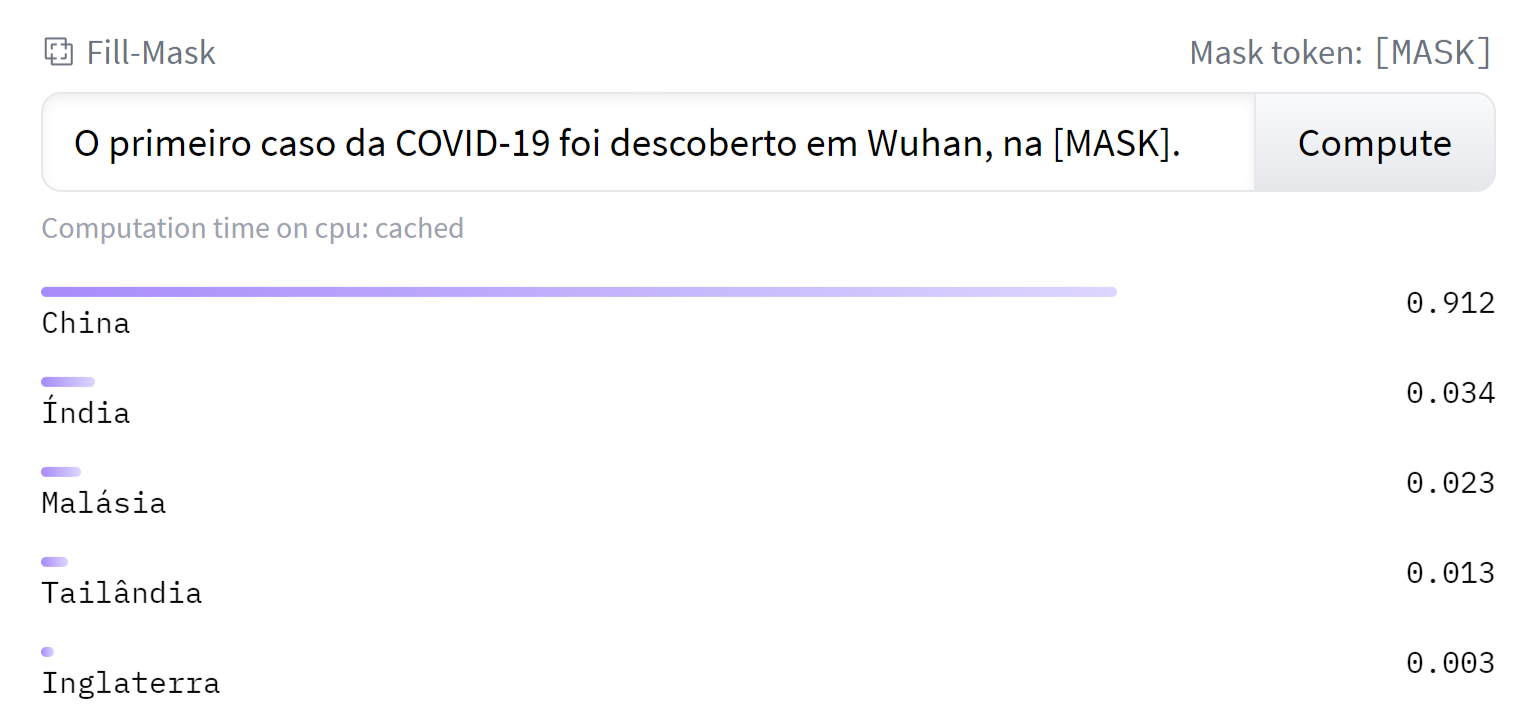 Fill-Mask Mask token: [MASK]
O primeiro caso da COVID-19 foi descoberto em Wuhan, na [MASK]. Compute
Computation time on cpu: cached
China 0.912
Índia 0.034
Malásia 0.023
Tailândia 0.013
Inglaterra 0.003